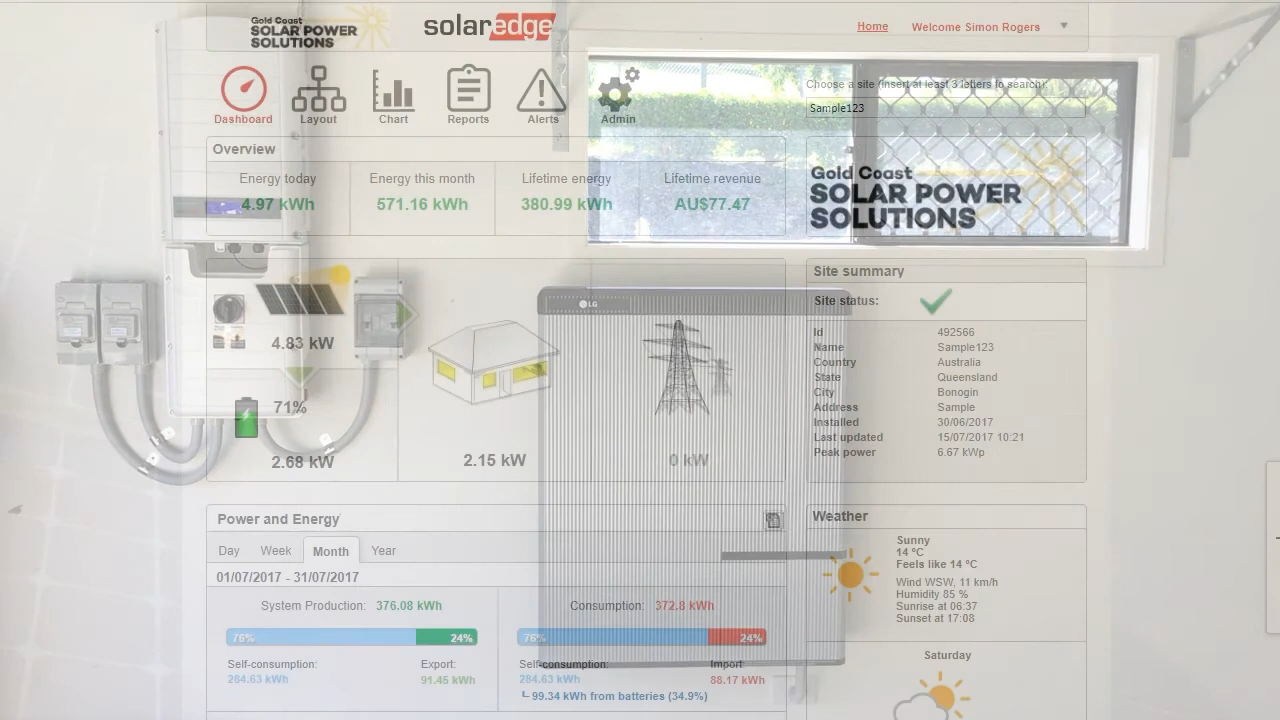 Gold Coast
SOLAR POWER
SOLUTIONS
solaredge
Home
Welcome Simon Rogers
Dashboard
Layout
Chart
Reports
Alerts
Admin
Choose a site (insert at least 3 letters to search):
Sample123
Overview
Energy today
4.97 kWh
Energy this month
571.16 kWh
Lifetime energy
380.99 kWh
Lifetime revenue
AU$77.47
Gold Coast
SOLAR POWER
SOLUTIONS
4.83 kW
71%
2.68 kW
2.15 kW
0 kW
LG
Site summary
Site status:
Id 492566
Name Sample123
Country Australia
State Queensland
City Bonogin
Address Sample
Installed 30/06/2017
Last updated 15/07/2017 10:21
Peak power 6.67 kWp
Power and Energy
Day Week Month Year
01/07/2017 - 31/07/2017
System Production: 376.08 kWh
76% 24%
Self-consumption: Export:
284.63 kWh 91.45 kWh
Consumption: 372.8 kWh
76% 24%
Self-consumption: Import:
284.63 kWh 88.17 kWh
99.34 kWh from batteries (34.9%)
Weather
Sunny
14 ºC
Feels like 14 ºC
Wind WSW, 11 km/h
Humidity 85 %
Sunrise at 06:37
Sunset at 17:08
Saturday